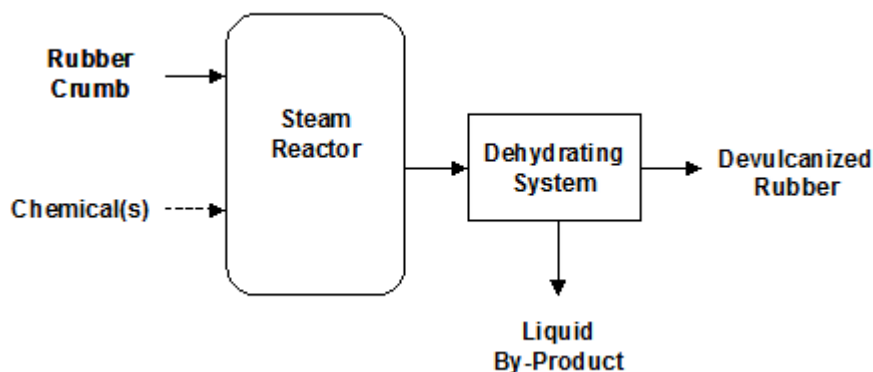 Rubber
Crumb
Chemical(s)
Steam
Reactor
Dehydrating
System
Devulcanized
Rubber
Liquid
By-Product